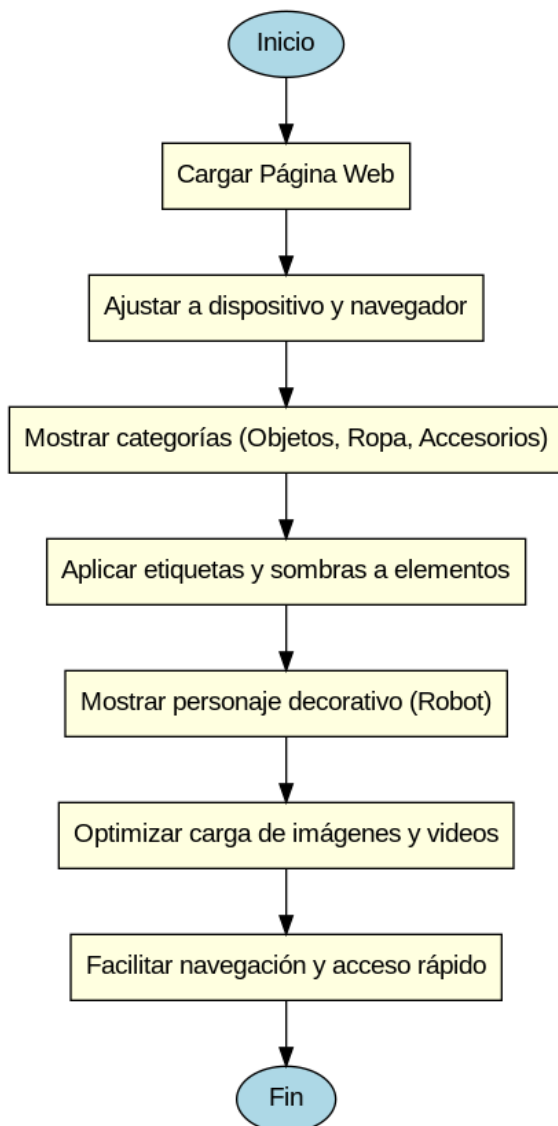 Inicio
Cargar Página Web
Ajustar a dispositivo y navegador
Mostrar categorías (Objetos, Ropa, Accesorios)
Aplicar etiquetas y sombras a elementos
Mostrar personaje decorativo (Robot)
Optimizar carga de imágenes y videos
Facilitar navegación y acceso rápido
Fin